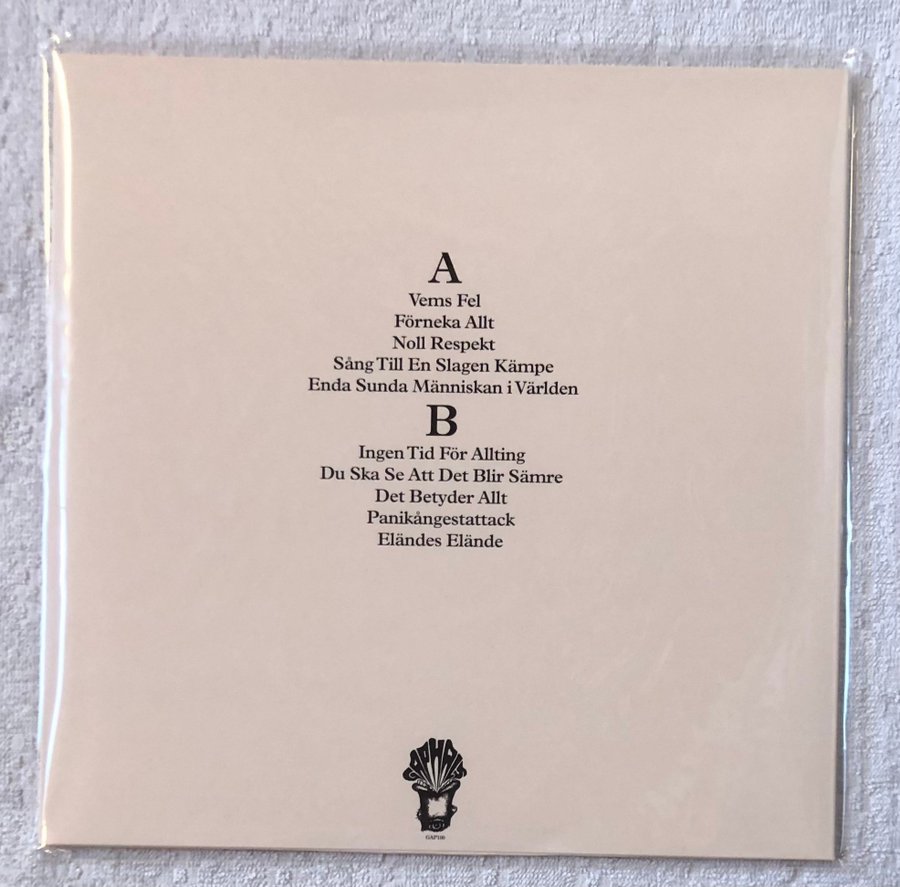 A
Vems Fel
Förneka Allt
Noll Respekt
Sång Till En Slagen Kämpe
Enda Sunda Människan i Världen
B
Ingen Tid För Allting
Du Ska Se Att Det Blir Sämre
Det Betyder Allt
Panikångestattack
Eländes Elände